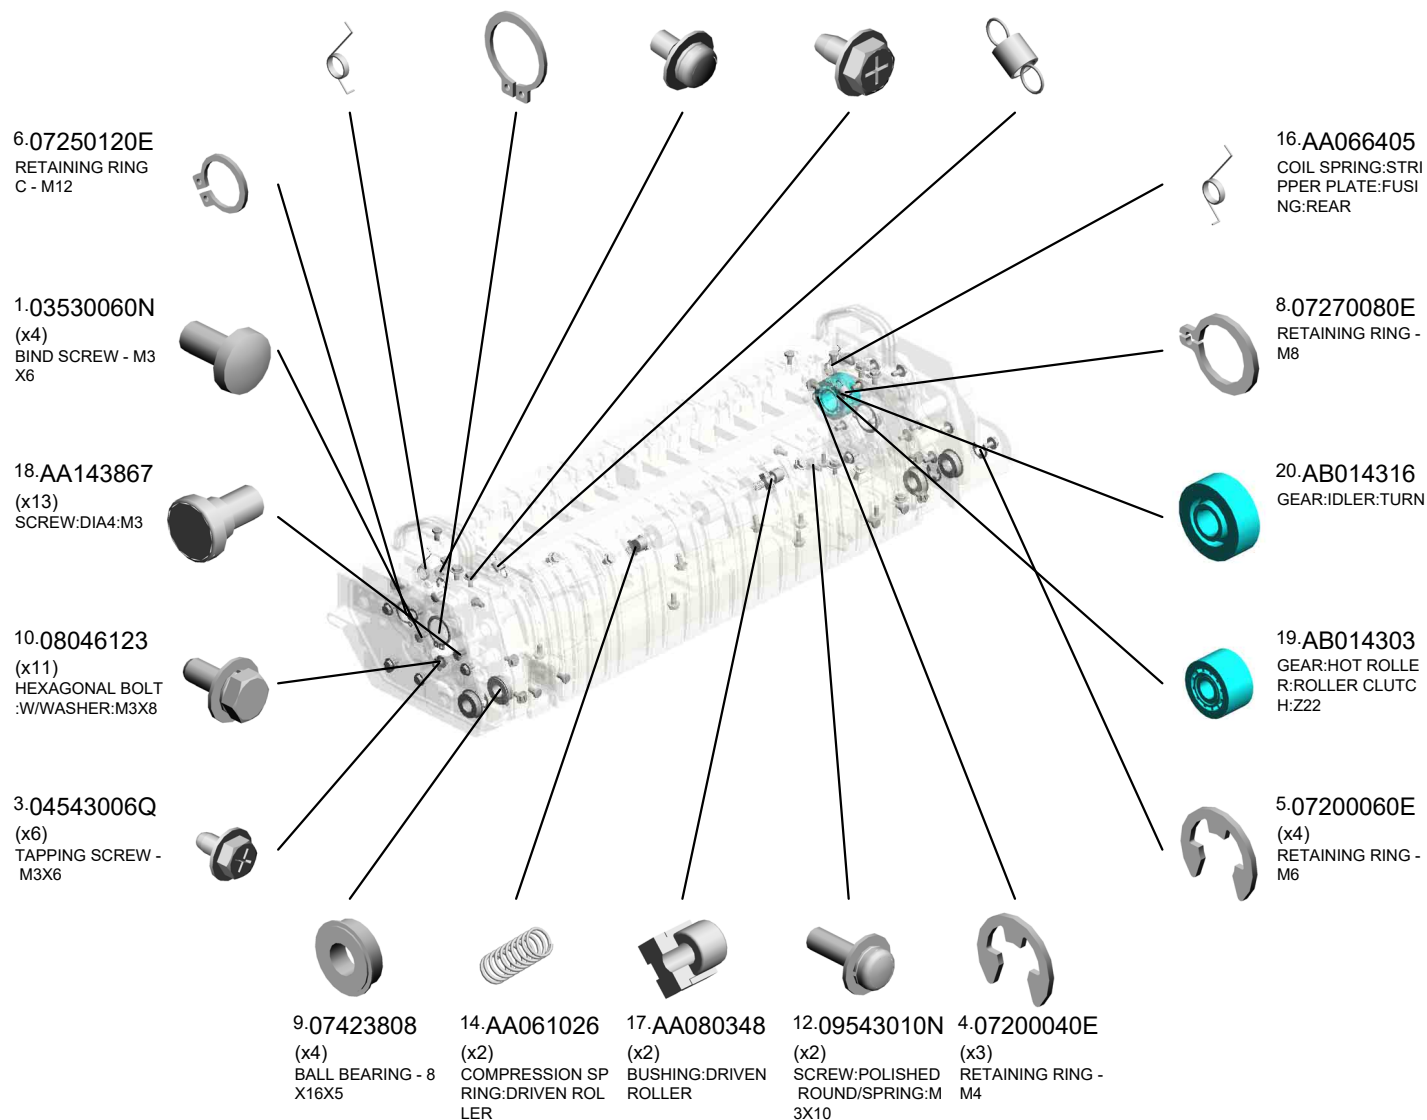 6.07250120E
RETAINING RING
C - M12
16.AA066405
COIL SPRING:STRI
PPER PLATE:FUSI
NG:REAR
1.03530060N
(x4)
BIND SCREW - M3
X6
8.07270080E
RETAINING RING -
M8
18.AA143867
(x13)
SCREW:DIA4:M3
20.AB014316
GEAR:IDLER:TURN
10.08046123
(x11)
HEXAGONAL BOLT
:W/WASHER:M3X8
19.AB014303
GEAR:HOT ROLLE
R:ROLLER CLUTC
H:Z22
3.04543006Q
(x6)
TAPPING SCREW -
M3X6
5.07200060E
(x4)
RETAINING RING -
M6
9.07423808
(x4)
BALL BEARING - 8
X16X5
14.AA061026
(x2)
COMPRESSION SP
RING:DRIVEN ROL
LER
17.AA080348
(x2)
BUSHING:DRIVEN
ROLLER
12.09543010N
(x2)
SCREW:POLISHED
ROUND/SPRING:M
3X10
4.07200040E
(x3)
RETAINING RING -
M4